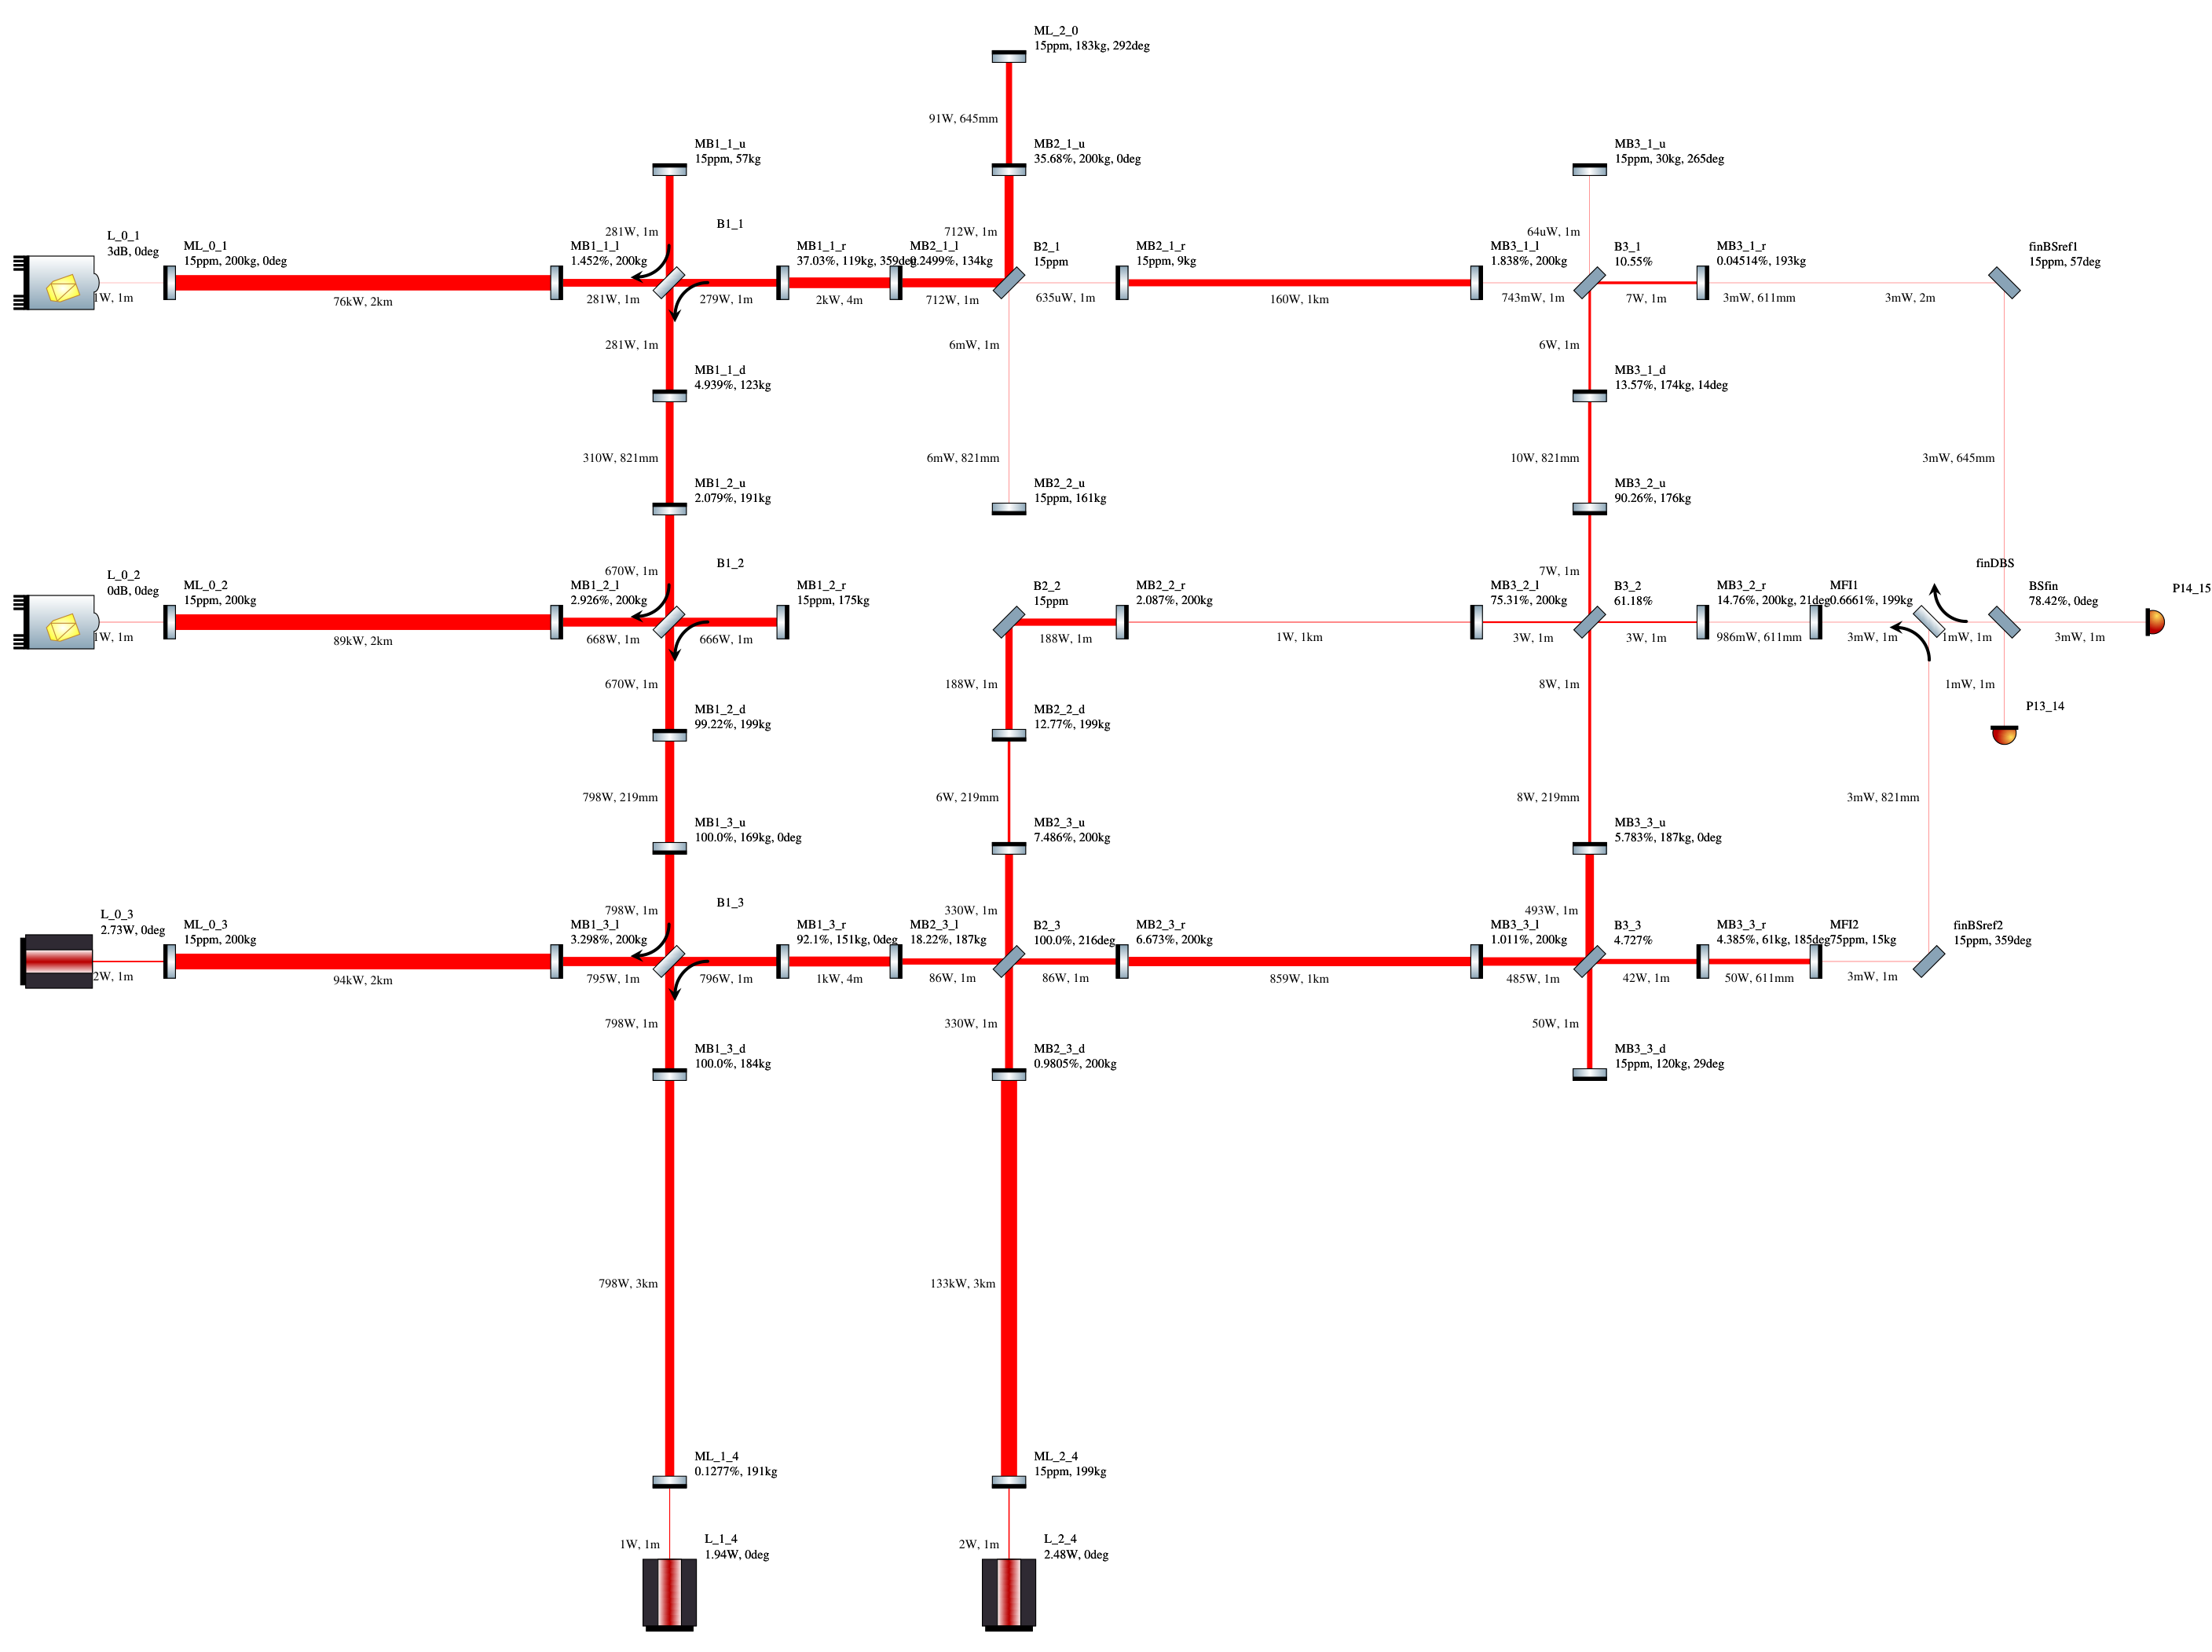 ML_2_0
15ppm, 183kg, 292deg
91W, 645mm
MB1_1_u
15ppm, 57kg
MB2_1_u
35.68%, 200kg, 0deg
MB3_1_u
15ppm, 30kg, 265deg
281W, 1m
B1_1
712W, 1m
64uW, 1m
L_0_1
3dB, 0deg
ML_0_1
15ppm, 200kg, 0deg
MB1_1_l
1.452%, 200kg
MB1_1_r
37.03%, 119kg, 359deg
MB2_1_l
0.2499%, 134kg
B2_1
15ppm
MB2_1_r
15ppm, 9kg
MB3_1_l
1.838%, 200kg
B3_1
10.55%
MB3_1_r
0.04514%, 193kg
finBSref1
15ppm, 57deg
1W, 1m
76kW, 2km
281W, 1m
279W, 1m
2kW, 4m
712W, 1m
635uW, 1m
160W, 1km
743mW, 1m
7W, 1m
3mW, 611mm
3mW, 2m
281W, 1m
6mW, 1m
6W, 1m
MB1_1_d
4.939%, 123kg
MB3_1_d
13.57%, 174kg, 14deg
310W, 821mm
6mW, 821mm
10W, 821mm
3mW, 645mm
MB1_2_u
2.079%, 191kg
MB2_2_u
15ppm, 161kg
MB3_2_u
90.26%, 176kg
670W, 1m
B1_2
7W, 1m
finDBS
L_0_2
0dB, 0deg
ML_0_2
15ppm, 200kg
MB1_2_l
2.926%, 200kg
MB1_2_r
15ppm, 175kg
B2_2
15ppm
MB2_2_r
2.087%, 200kg
MB3_2_l
75.31%, 200kg
B3_2
61.18%
MB3_2_r
14.76%, 200kg, 21deg
MFI1
0.6661%, 199kg
BSfin
78.42%, 0deg
P14_15
1W, 1m
89kW, 2km
668W, 1m
666W, 1m
188W, 1m
1W, 1km
3W, 1m
3W, 1m
986mW, 611mm
3mW, 1m
1mW, 1m
3mW, 1m
670W, 1m
188W, 1m
8W, 1m
1mW, 1m
MB1_2_d
99.22%, 199kg
MB2_2_d
12.77%, 199kg
P13_14
798W, 219mm
6W, 219mm
8W, 219mm
3mW, 821mm
MB1_3_u
100.0%, 169kg, 0deg
MB2_3_u
7.486%, 200kg
MB3_3_u
5.783%, 187kg, 0deg
798W, 1m
B1_3
330W, 1m
493W, 1m
L_0_3
2.73W, 0deg
ML_0_3
15ppm, 200kg
MB1_3_l
3.298%, 200kg
MB1_3_r
92.1%, 151kg, 0deg
MB2_3_l
18.22%, 187kg
B2_3
100.0%, 216deg
MB2_3_r
6.673%, 200kg
MB3_3_l
1.011%, 200kg
B3_3
4.727%
MB3_3_r
4.385%, 61kg, 185deg
MFI2
75ppm, 15kg
finBSref2
15ppm, 359deg
2W, 1m
94kW, 2km
795W, 1m
796W, 1m
1kW, 4m
86W, 1m
86W, 1m
859W, 1km
485W, 1m
42W, 1m
50W, 611mm
3mW, 1m
798W, 1m
330W, 1m
50W, 1m
MB1_3_d
100.0%, 184kg
MB2_3_d
0.9805%, 200kg
MB3_3_d
15ppm, 120kg, 29deg
798W, 3km
133kW, 3km
ML_1_4
0.1277%, 191kg
ML_2_4
15ppm, 199kg
1W, 1m
L_1_4
1.94W, 0deg
2W, 1m
L_2_4
2.48W, 0deg